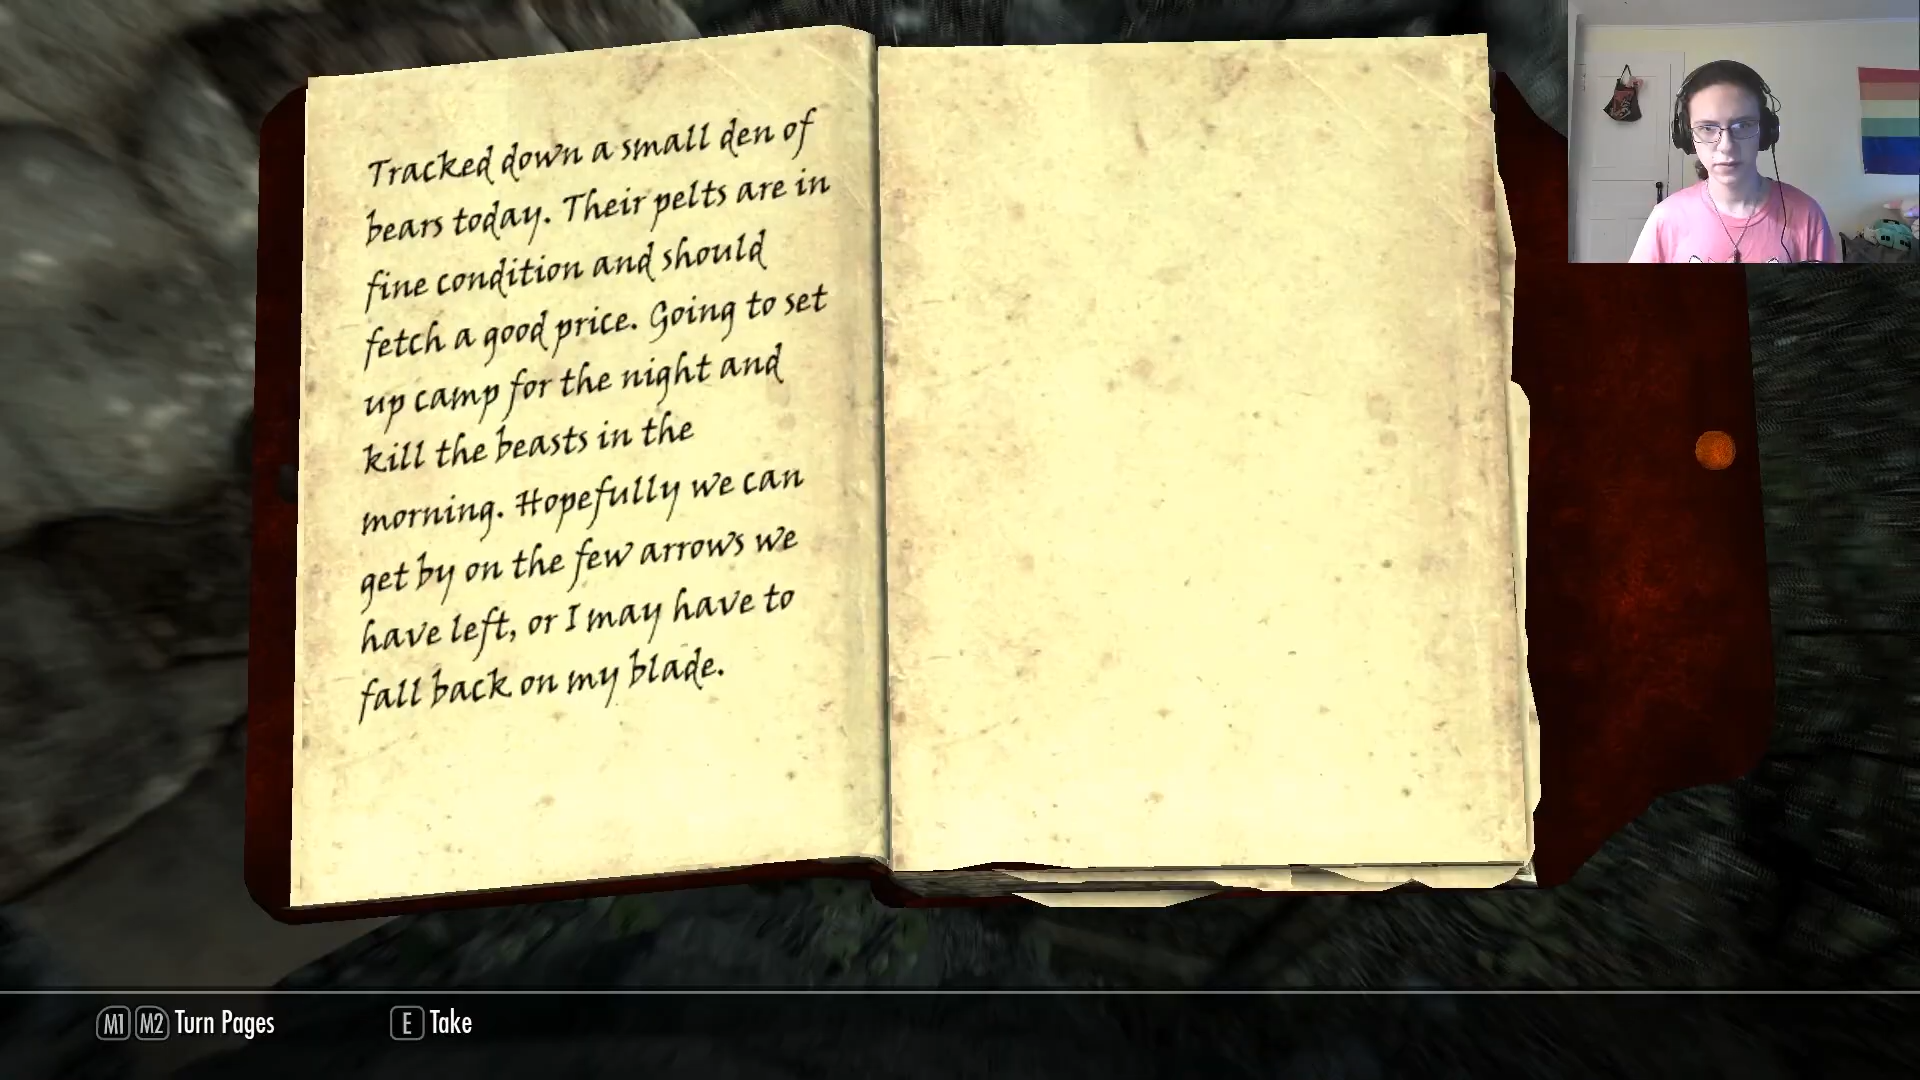 Tracked down a small den of
bears today. Their pelts are in
fine condition and should
fetch a good price. Going to set
up camp for the night and
kill the beasts in the
morning. Hopefully we can
get by on the few arrows we
have left, or I may have to
fall back on my blade.
M1 M2 Turn Pages
E Take